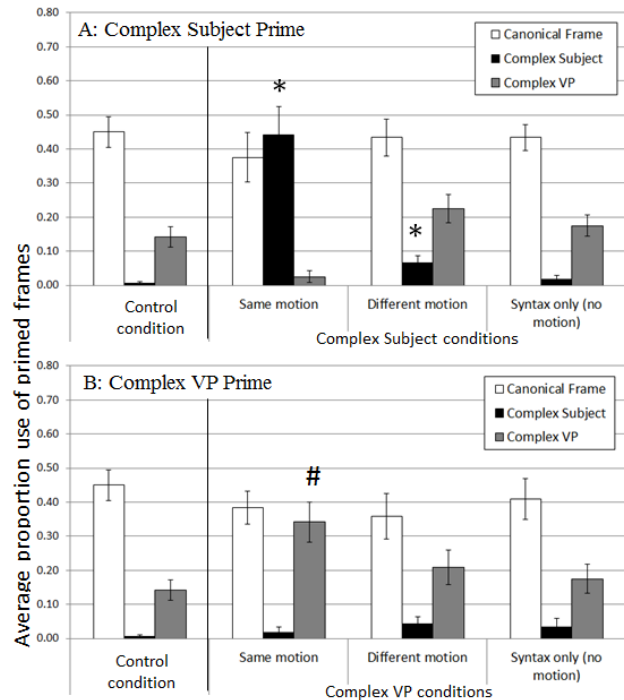 Average proportion use of primed frames
A: Complex Subject Prime
Canonical Frame
Complex Subject
Complex VP
0.80
0.70
0.60
0.50
0.40
0.30
0.20
0.10
0.00
*
*
Control
condition
Same motion
Different motion
Syntax only (no
motion)
Complex Subject conditions
B: Complex VP Prime
Canonical Frame
Complex Subject
Complex VP
0.80
0.70
0.60
0.50
0.40
0.30
0.20
0.10
0.00
#
Control
condition
Same motion
Different motion
Syntax only (no
motion)
Complex VP conditions